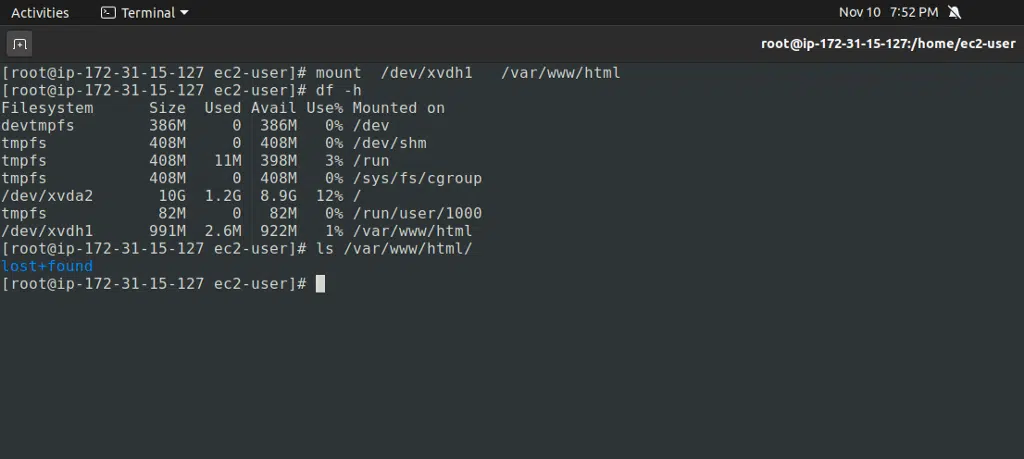 Activities Terminal Nov 10 7:52 PM
root@ip-172-31-15-127:/home/ec2-user
[root@ip-172-31-15-127 ec2-user]# mount  /dev/xvdh1   /var/www/html
[root@ip-172-31-15-127 ec2-user]# df -h
Filesystem      Size  Used Avail Use% Mounted on
devtmpfs        386M     0  386M   0% /dev
tmpfs           408M     0  408M   0% /dev/shm
tmpfs           408M   11M  398M   3% /run
tmpfs           408M     0  408M   0% /sys/fs/cgroup
/dev/xvda2       10G  1.2G  8.9G  12% /
tmpfs            82M     0   82M   0% /run/user/1000
/dev/xvdh1      991M  2.6M  922M   1% /var/www/html
[root@ip-172-31-15-127 ec2-user]# ls /var/www/html/
lost+found
[root@ip-172-31-15-127 ec2-user]#